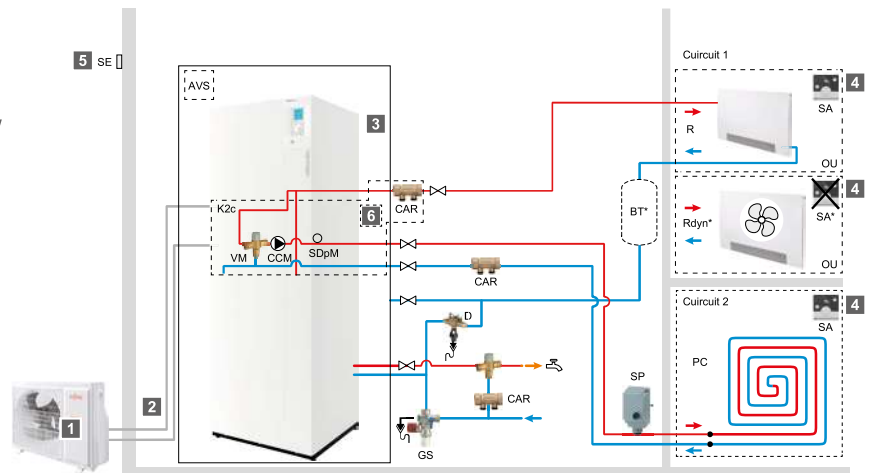 5 SE
Cuircuit 1
AVS
4
SA
3
R
OU
K2c
6
CAR
BT*
4
Rdyn*
SA*
VM
CCM
SDpM
OU
CAR
Cuircuit 2
4
D
SA
PC
SP
2
CAR
1
GS